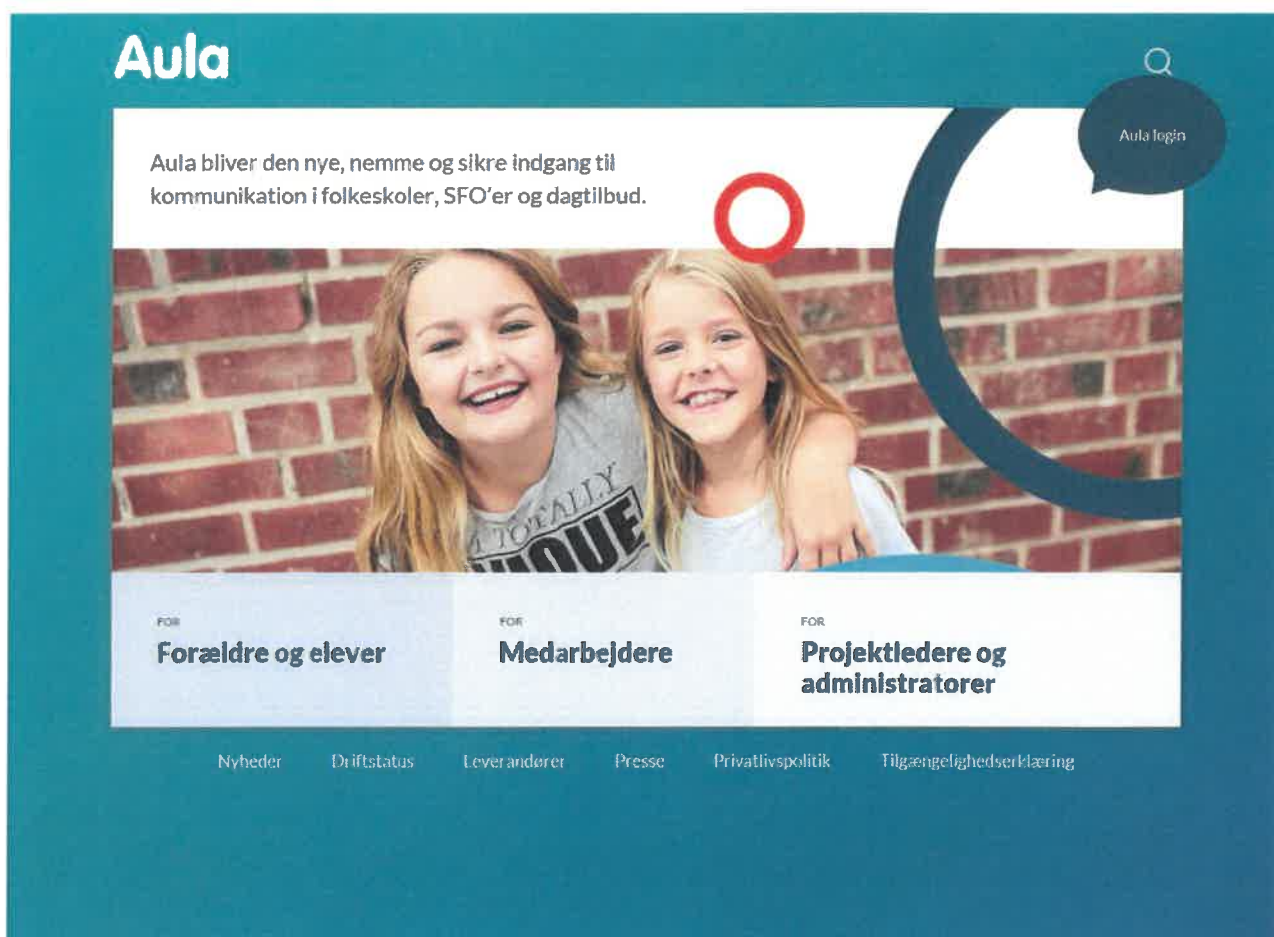 Aula
Aula login
Aula bliver den nye, nemme og sikre indgang til
kommunikation i folkeskoler, SFO'er og dagtilbud.
TOTALLY
FOR
Forældre og elever
FOR
Medarbejdere
FOR
Projektledere og
administratorer
Nyheder Driftstatus Leverandører Presse Privatlivspolitik Tilgængelighedserklæring